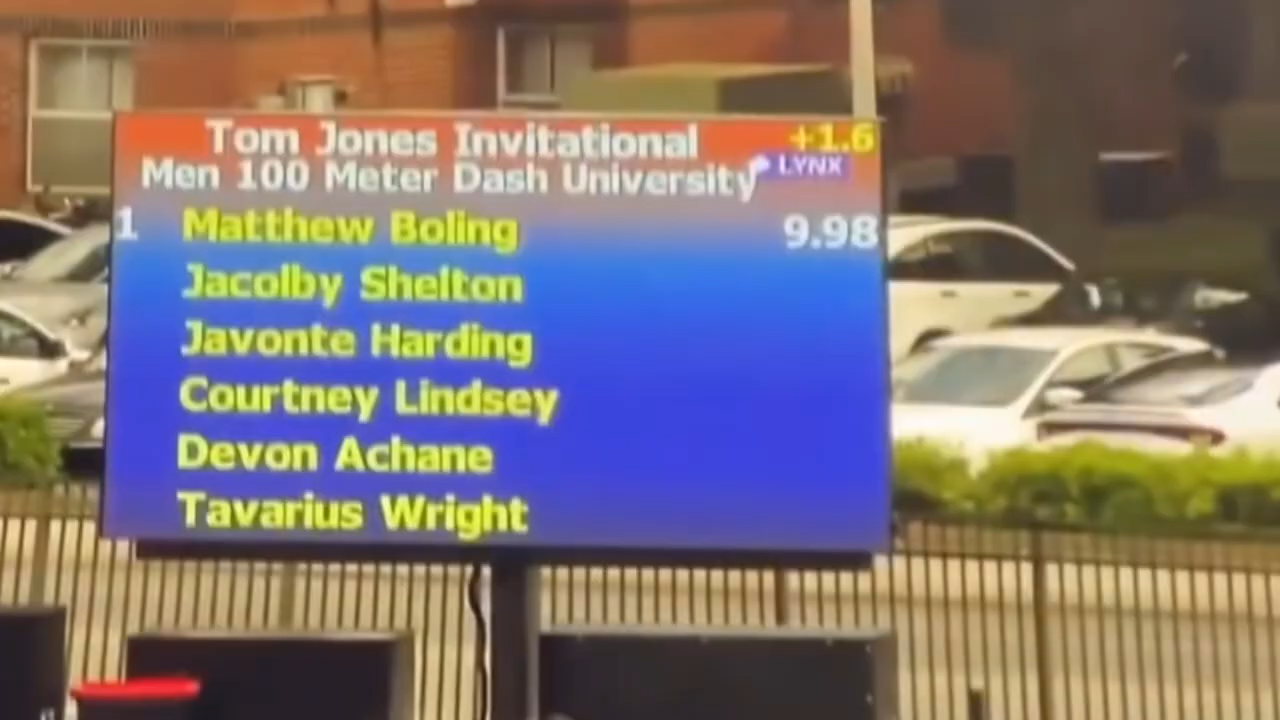 Tom Jones Invitational +1.6
Men 100 Meter Dash University LYNX
1 Matthew Boling 9.98
Jacolby Shelton
Javonte Harding
Courtney Lindsey
Devon Achane
Tavarius Wright